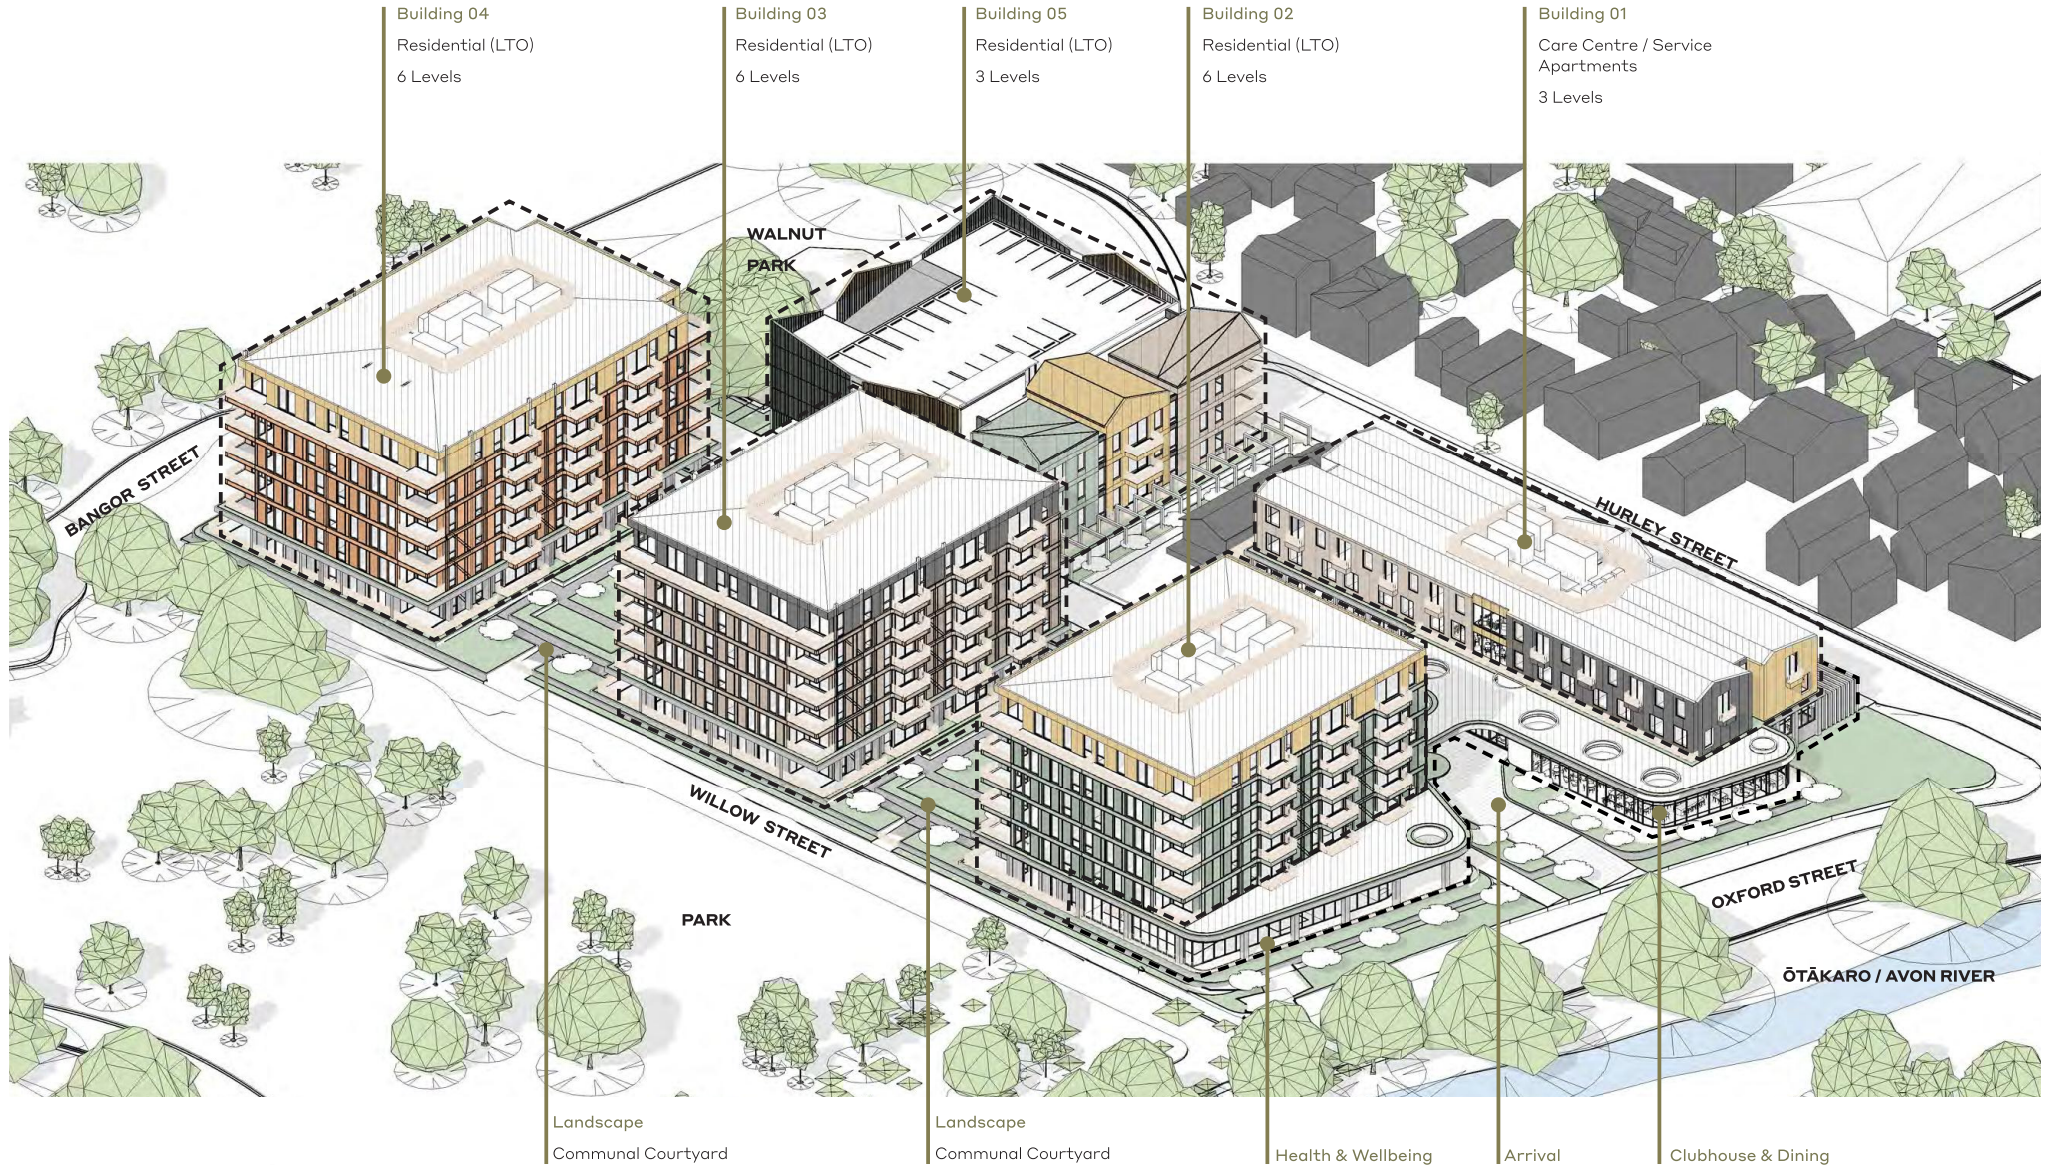 Building 04
Residential (LTO)
6 Levels
Building 03
Residential (LTO)
6 Levels
Building 05
Residential (LTO)
3 Levels
Building 02
Residential (LTO)
6 Levels
Building 01
Care Centre / Service
Apartments
3 Levels
WALNUT
PARK
BANGOR STREET
HURLEY STREET
WILLOW STREET
OXFORD STREET
PARK
ŌTĀKARO / AVON RIVER
Landscape
Communal Courtyard
Landscape
Communal Courtyard
Health & Wellbeing
Arrival
Clubhouse & Dining